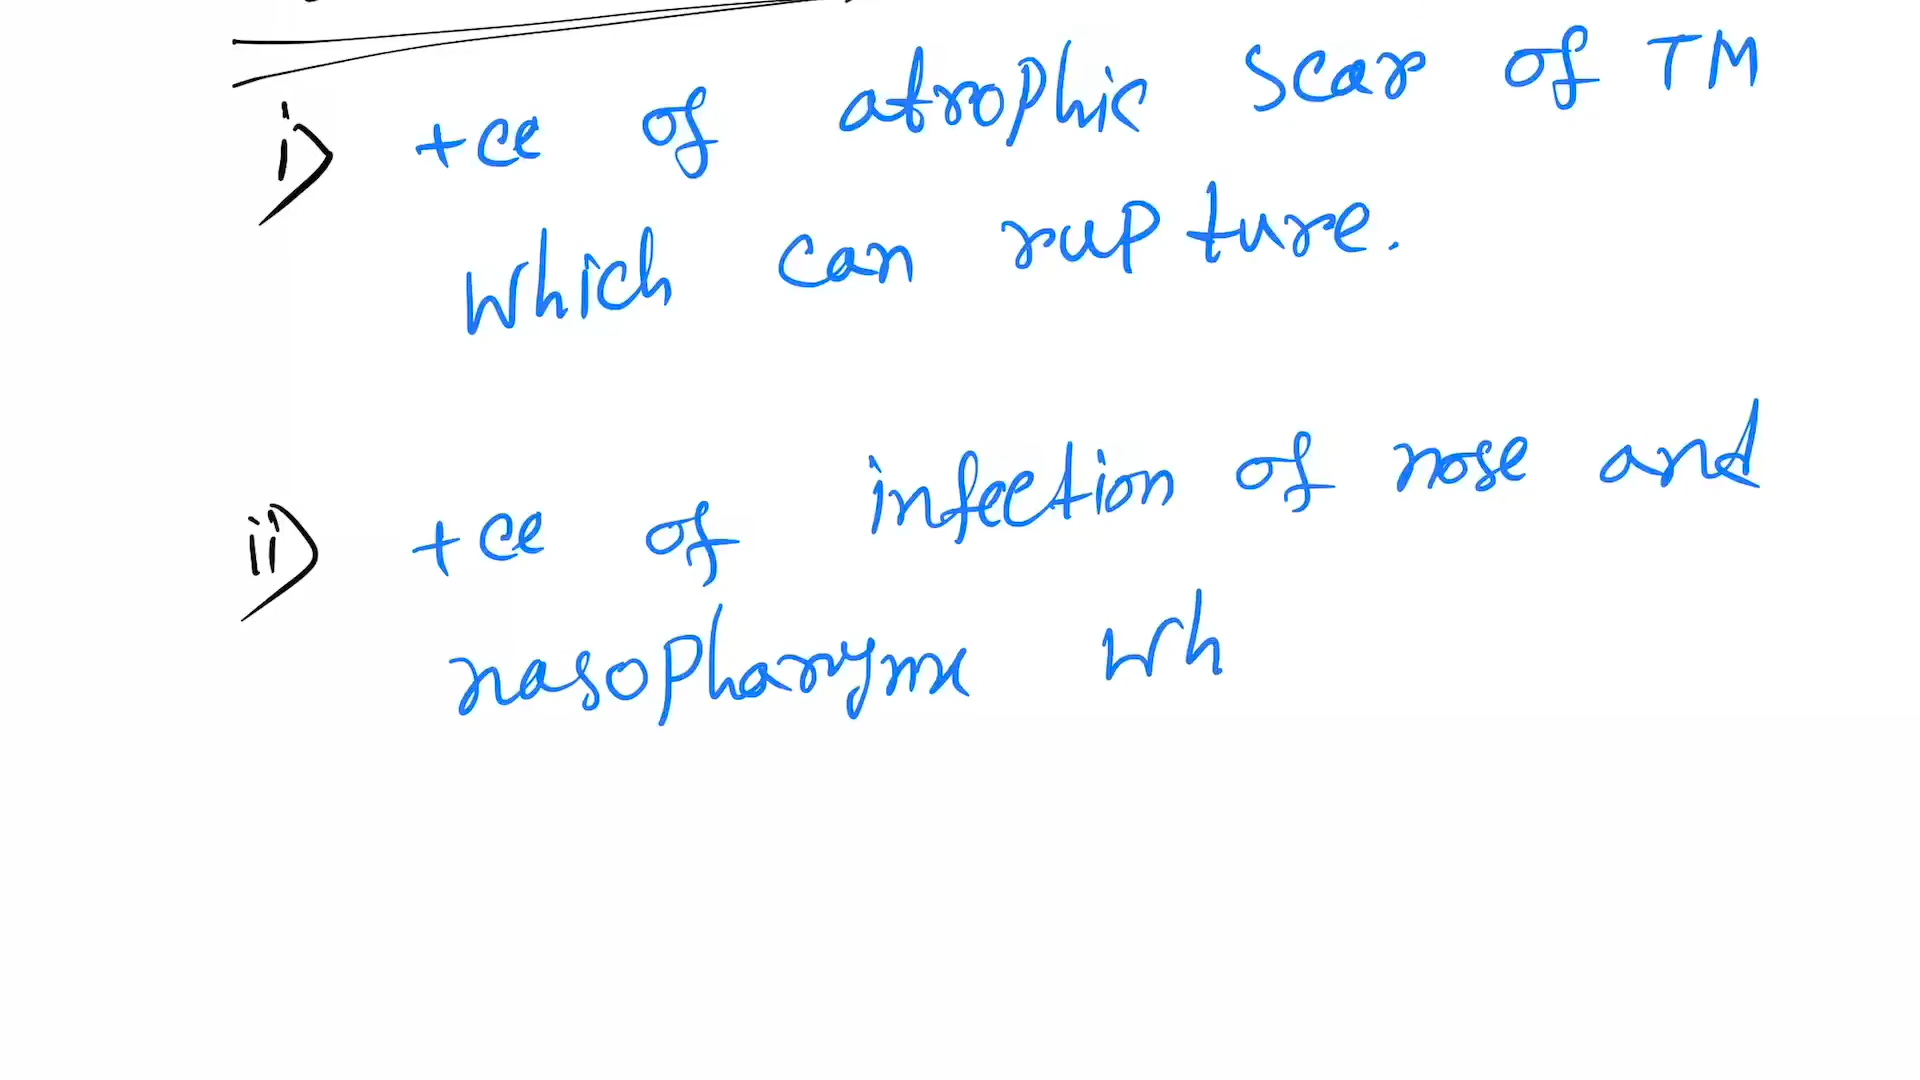 i) +ce of atrophic scar of TM
which can rupture.
ii) +ce of infection of nose and
nasopharynx wh